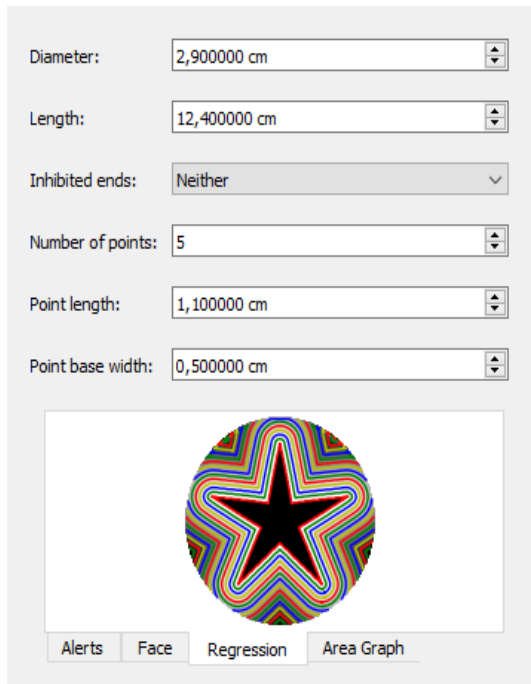 Diameter: 2,900000 cm
Length: 12,400000 cm
Inhibited ends: Neither
Number of points: 5
Point length: 1,100000 cm
Point base width: 0,500000 cm
Alerts Face Regression Area Graph